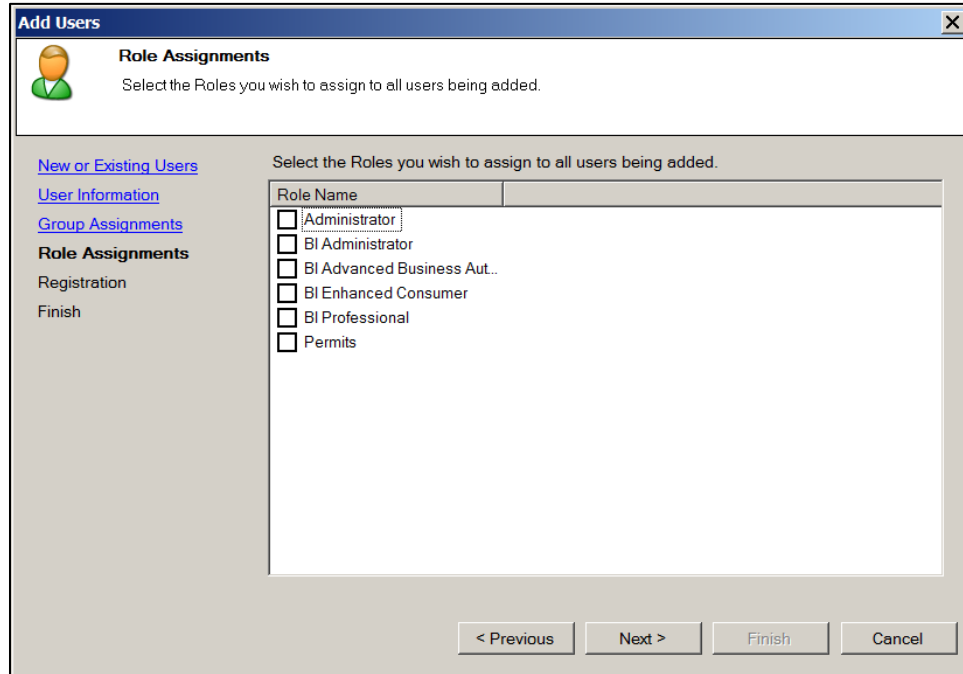 Add Users
Role Assignments
Select the Roles you wish to assign to all users being added.
New or Existing Users
User Information
Group Assignments
Role Assignments
Registration
Finish
Select the Roles you wish to assign to all users being added.
Role Name
Administrator
BI Administrator
BI Advanced Business Aut...
BI Enhanced Consumer
BI Professional
Permits
< Previous
Next >
Finish
Cancel